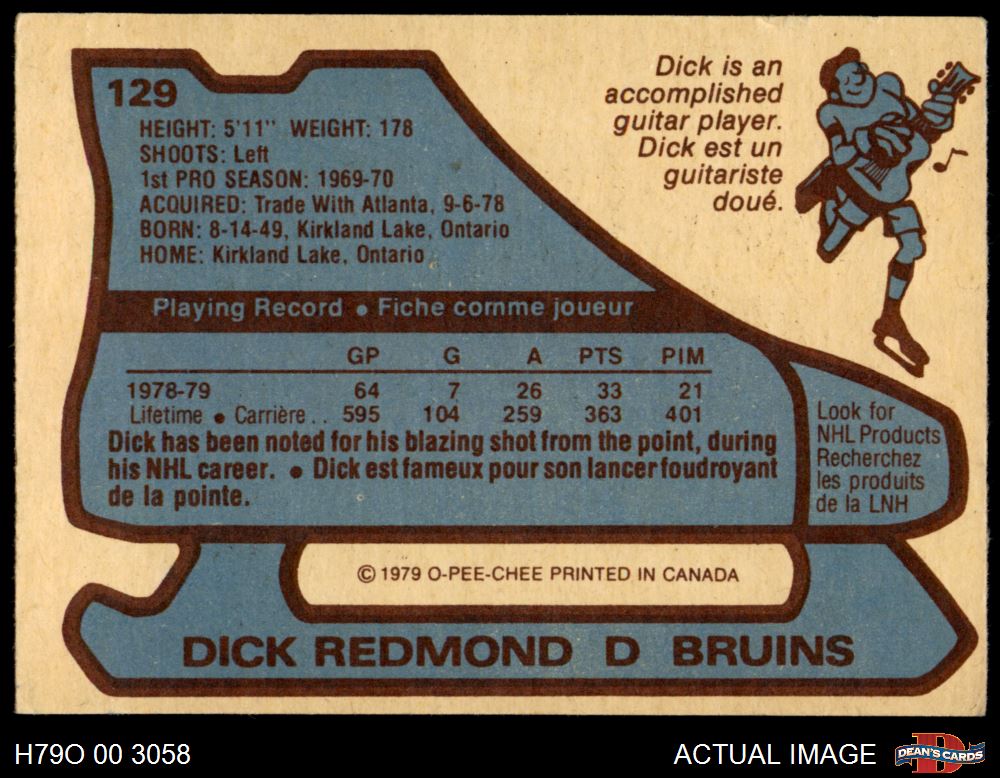 129
HEIGHT: 5'11" WEIGHT: 178
SHOOTS: Left
1st PRO SEASON: 1969-70
ACQUIRED: Trade With Atlanta, 9-6-78
BORN: 8-14-49, Kirkland Lake, Ontario
HOME: Kirkland Lake, Ontario
Dick is an
accomplished
guitar player.
Dick est un
guitariste
doué.
Playing Record • Fiche comme joueur
GP G A PTS PIM
1978-79 64 7 26 33 21
Lifetime • Carrière.. 595 104 259 363 401
Dick has been noted for his blazing shot from the point, during
his NHL career. • Dick est fameux pour son lancer foudroyant
de la pointe.
Look for
NHL Products
Recherchez
les produits
de la LNH
© 1979 O-PEE-CHEE PRINTED IN CANADA
DICK REDMOND D BRUINS
H79O 00 3058
ACTUAL IMAGE
D
DEAN'S CARDS